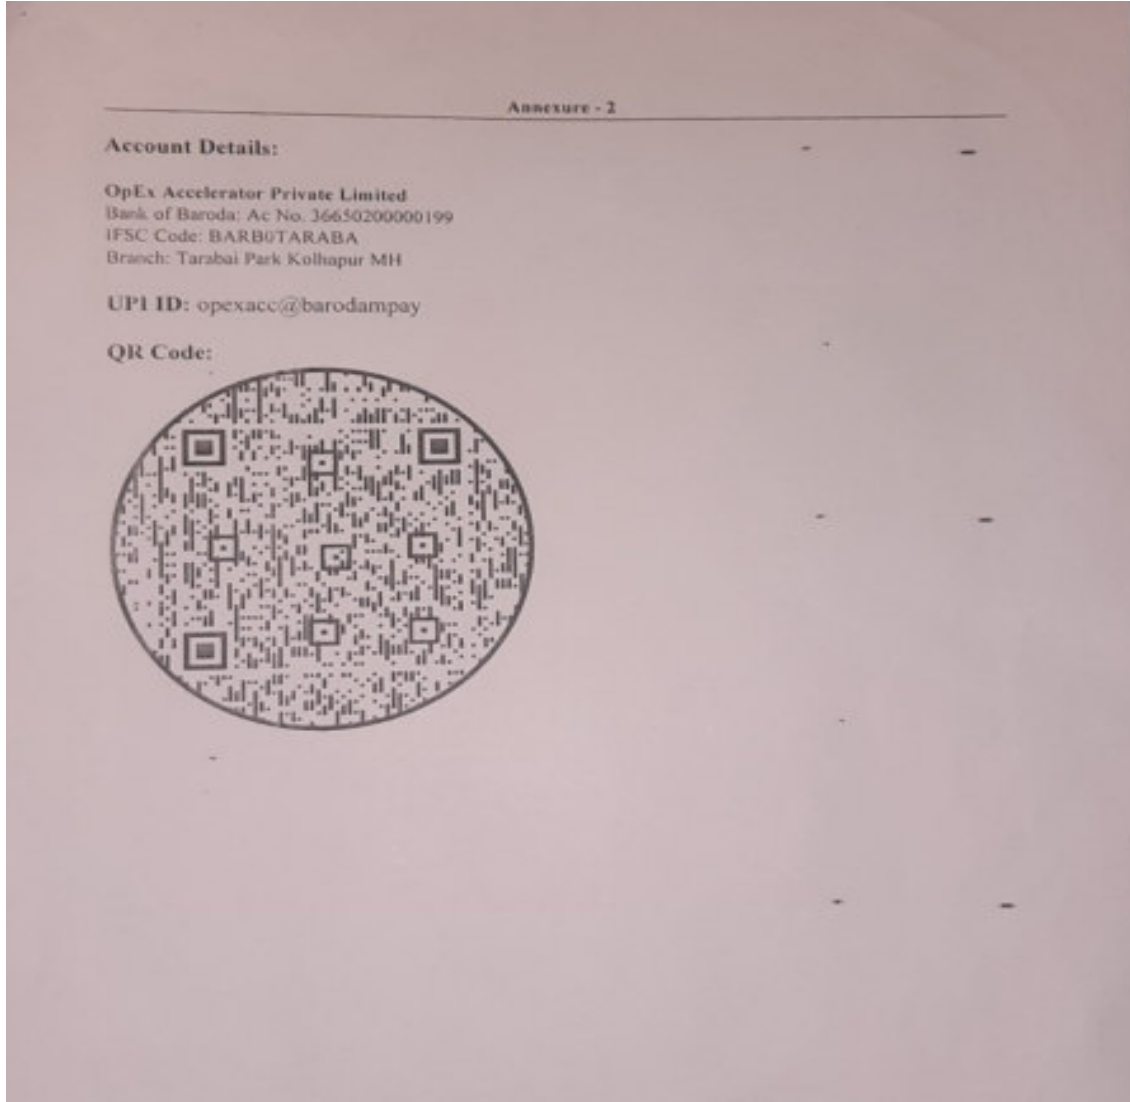 Annexure - 2
Account Details:
OpEx Accelerator Private Limited
Bank of Baroda: Ac No. 36650200000199
IFSC Code: BARB0TARABA
Branch: Tarabai Park Kolhapur MH
UPI ID: opexacc@barodampay
QR Code: